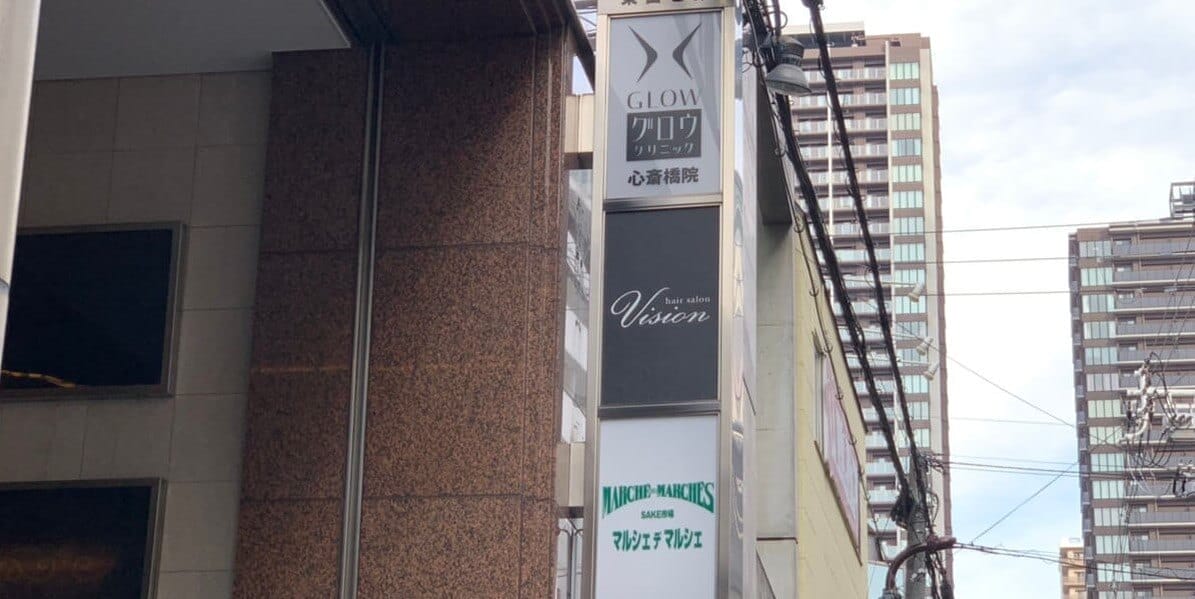 GLOW
グロウ
クリニック
心斎橋院
hair salon
Vision
MARCHE DE MARCHES
SAKE市場
マルシェ デ マルシェ